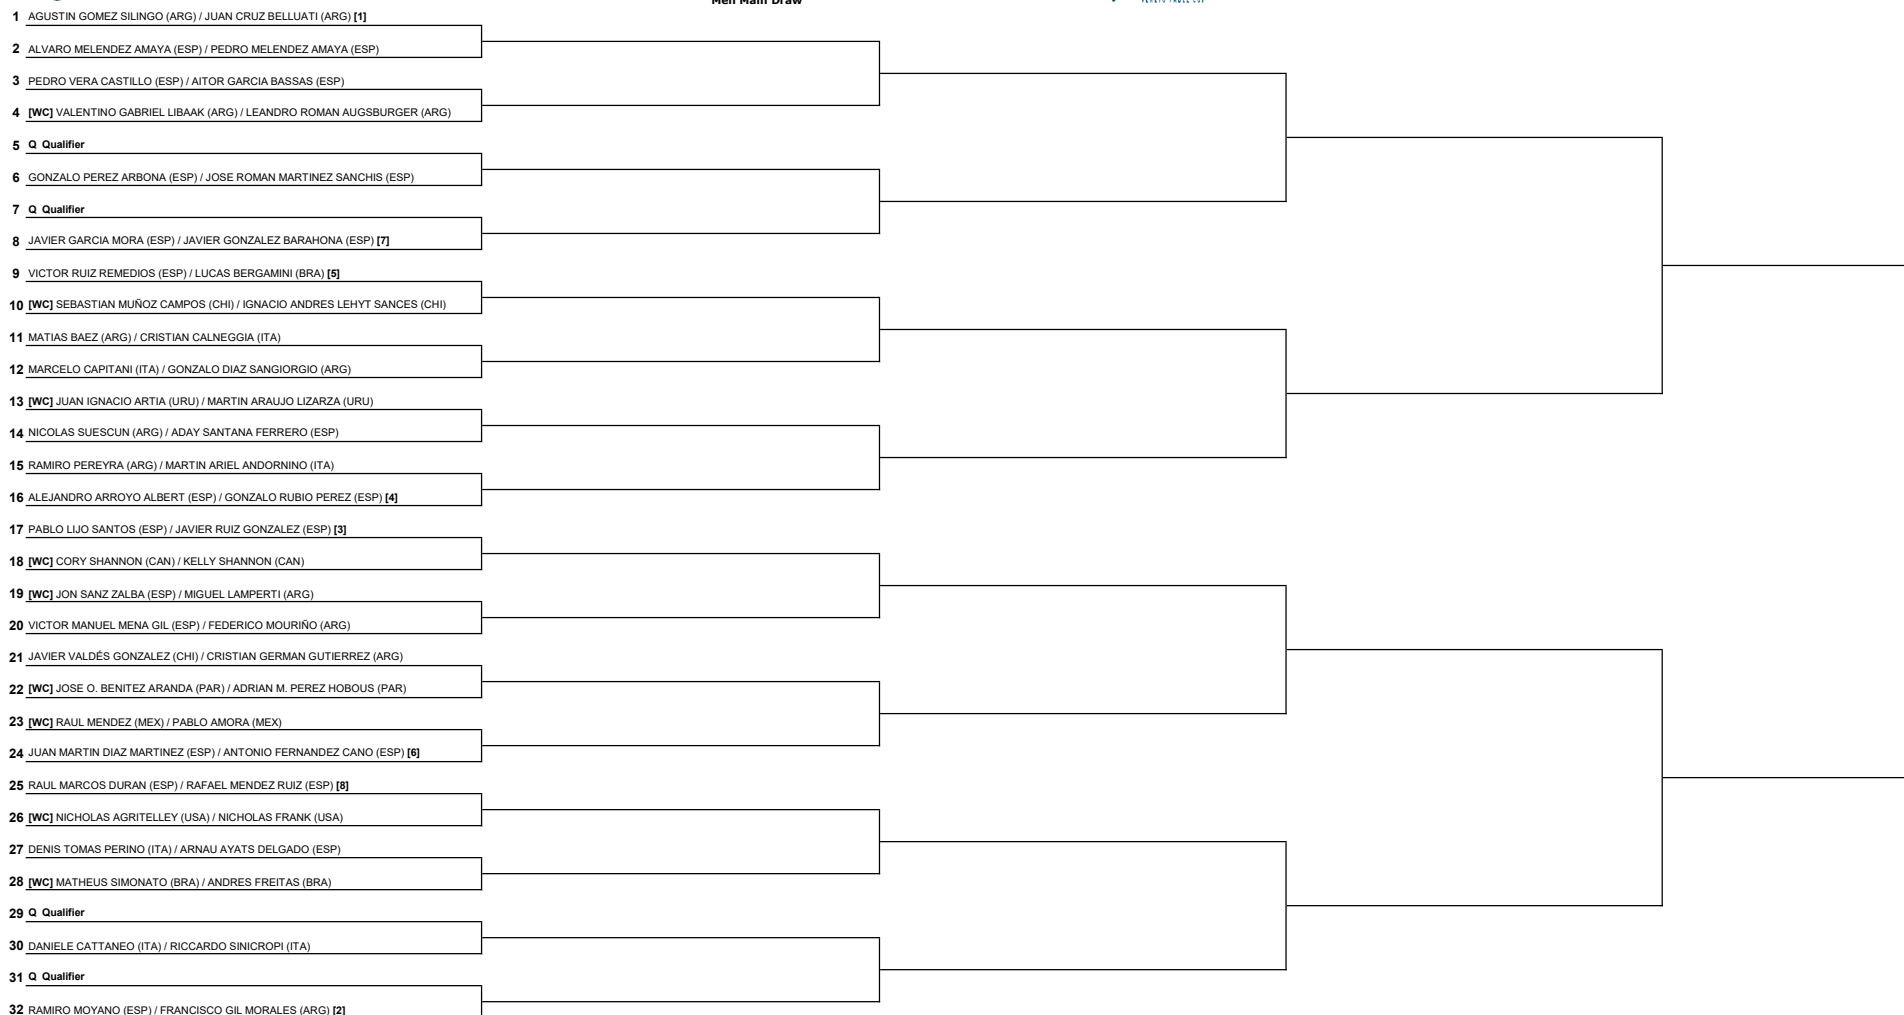 Men Main Draw
1 AGUSTIN GOMEZ SILINGO (ARG) / JUAN CRUZ BELLUATI (ARG) [1]
2 ALVARO MELENDEZ AMAYA (ESP) / PEDRO MELENDEZ AMAYA (ESP)
3 PEDRO VERA CASTILLO (ESP) / AITOR GARCIA BASSAS (ESP)
4 [WC] VALENTINO GABRIEL LIBAAK (ARG) / LEANDRO ROMAN AUGSBURGER (ARG)
5 Q Qualifier
6 GONZALO PEREZ ARBONA (ESP) / JOSE ROMAN MARTINEZ SANCHIS (ESP)
7 Q Qualifier
8 JAVIER GARCIA MORA (ESP) / JAVIER GONZALEZ BARAHONA (ESP) [7]
9 VICTOR RUIZ REMEDIOS (ESP) / LUCAS BERGAMINI (BRA) [5]
10 [WC] SEBASTIAN MUÑOZ CAMPOS (CHI) / IGNACIO ANDRES LEHYT SANCES (CHI)
11 MATIAS BAEZ (ARG) / CRISTIAN CALNEGGIA (ITA)
12 MARCELO CAPITANI (ITA) / GONZALO DIAZ SANGIORGIO (ARG)
13 [WC] JUAN IGNACIO ARTIA (URU) / MARTIN ARAUJO LIZARZA (URU)
14 NICOLAS SUESCUN (ARG) / ADAY SANTANA FERRERO (ESP)
15 RAMIRO PEREYRA (ARG) / MARTIN ARIEL ANDORNINO (ITA)
16 ALEJANDRO ARROYO ALBERT (ESP) / GONZALO RUBIO PEREZ (ESP) [4]
17 PABLO LIJO SANTOS (ESP) / JAVIER RUIZ GONZALEZ (ESP) [3]
18 [WC] CORY SHANNON (CAN) / KELLY SHANNON (CAN)
19 [WC] JON SANZ ZALBA (ESP) / MIGUEL LAMPERTI (ARG)
20 VICTOR MANUEL MENA GIL (ESP) / FEDERICO MOURIÑO (ARG)
21 JAVIER VALDÉS GONZALEZ (CHI) / CRISTIAN GERMAN GUTIERREZ (ARG)
22 [WC] JOSE O. BENITEZ ARANDA (PAR) / ADRIAN M. PEREZ HOBOUS (PAR)
23 [WC] RAUL MENDEZ (MEX) / PABLO AMORA (MEX)
24 JUAN MARTIN DIAZ MARTINEZ (ESP) / ANTONIO FERNANDEZ CANO (ESP) [6]
25 RAUL MARCOS DURAN (ESP) / RAFAEL MENDEZ RUIZ (ESP) [8]
26 [WC] NICHOLAS AGRITELLEY (USA) / NICHOLAS FRANK (USA)
27 DENIS TOMAS PERINO (ITA) / ARNAU AYATS DELGADO (ESP)
28 [WC] MATHEUS SIMONATO (BRA) / ANDRES FREITAS (BRA)
29 Q Qualifier
30 DANIELE CATTANEO (ITA) / RICCARDO SINICROPI (ITA)
31 Q Qualifier
32 RAMIRO MOYANO (ESP) / FRANCISCO GIL MORALES (ARG) [2]